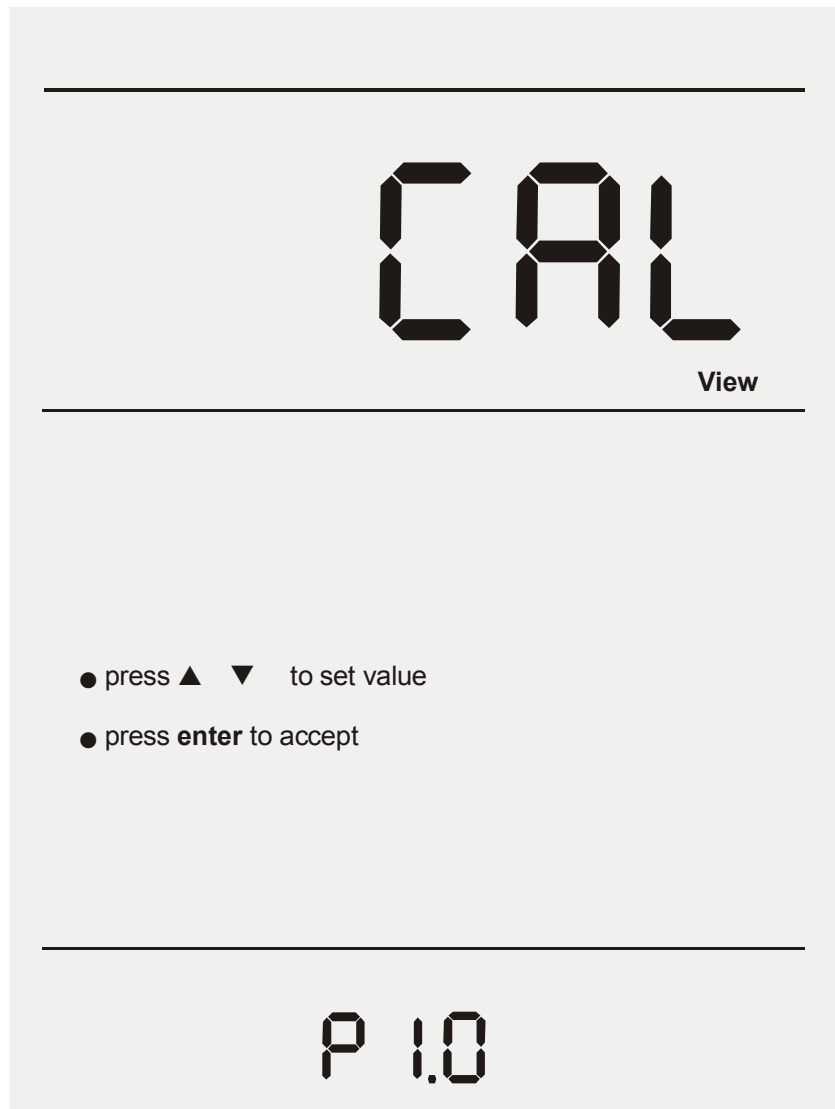 CAL
View
● press ▲ ▼ to set value
● press enter to accept
P 1.0